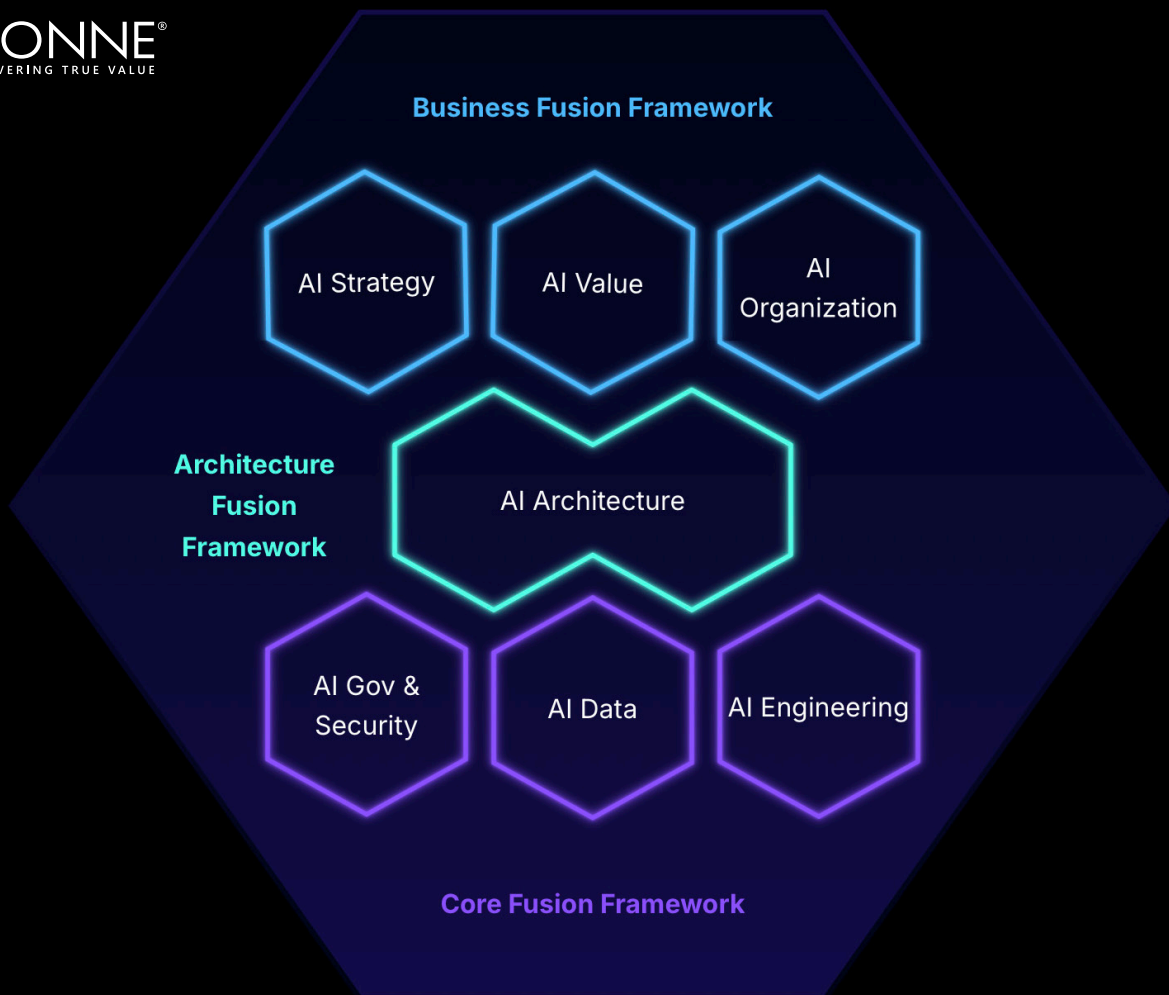 ONNE®
VERING TRUE VALUE
Business Fusion Framework
AI Strategy
AI Value
AI
Organization
Architecture
Fusion
Framework
AI Architecture
AI Gov &
Security
AI Data
AI Engineering
Core Fusion Framework